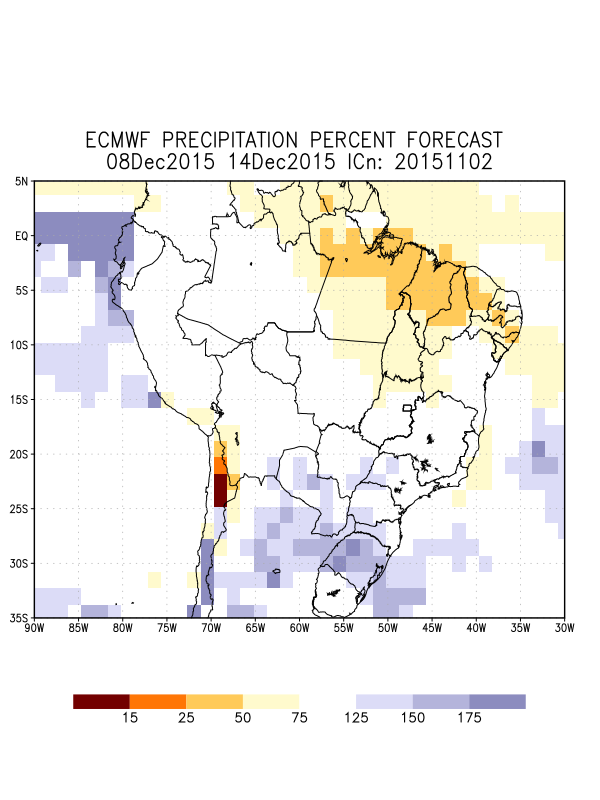 ECMWF PRECIPITATION PERCENT FORECAST
08Dec2015 14Dec2015 ICn: 20151102
5N
EQ
5S
10S
15S
20S
25S
30S
35S
90W 85W 80W 75W 70W 65W 60W 55W 50W 45W 40W 35W 30W
15 25 50 75 125 150 175